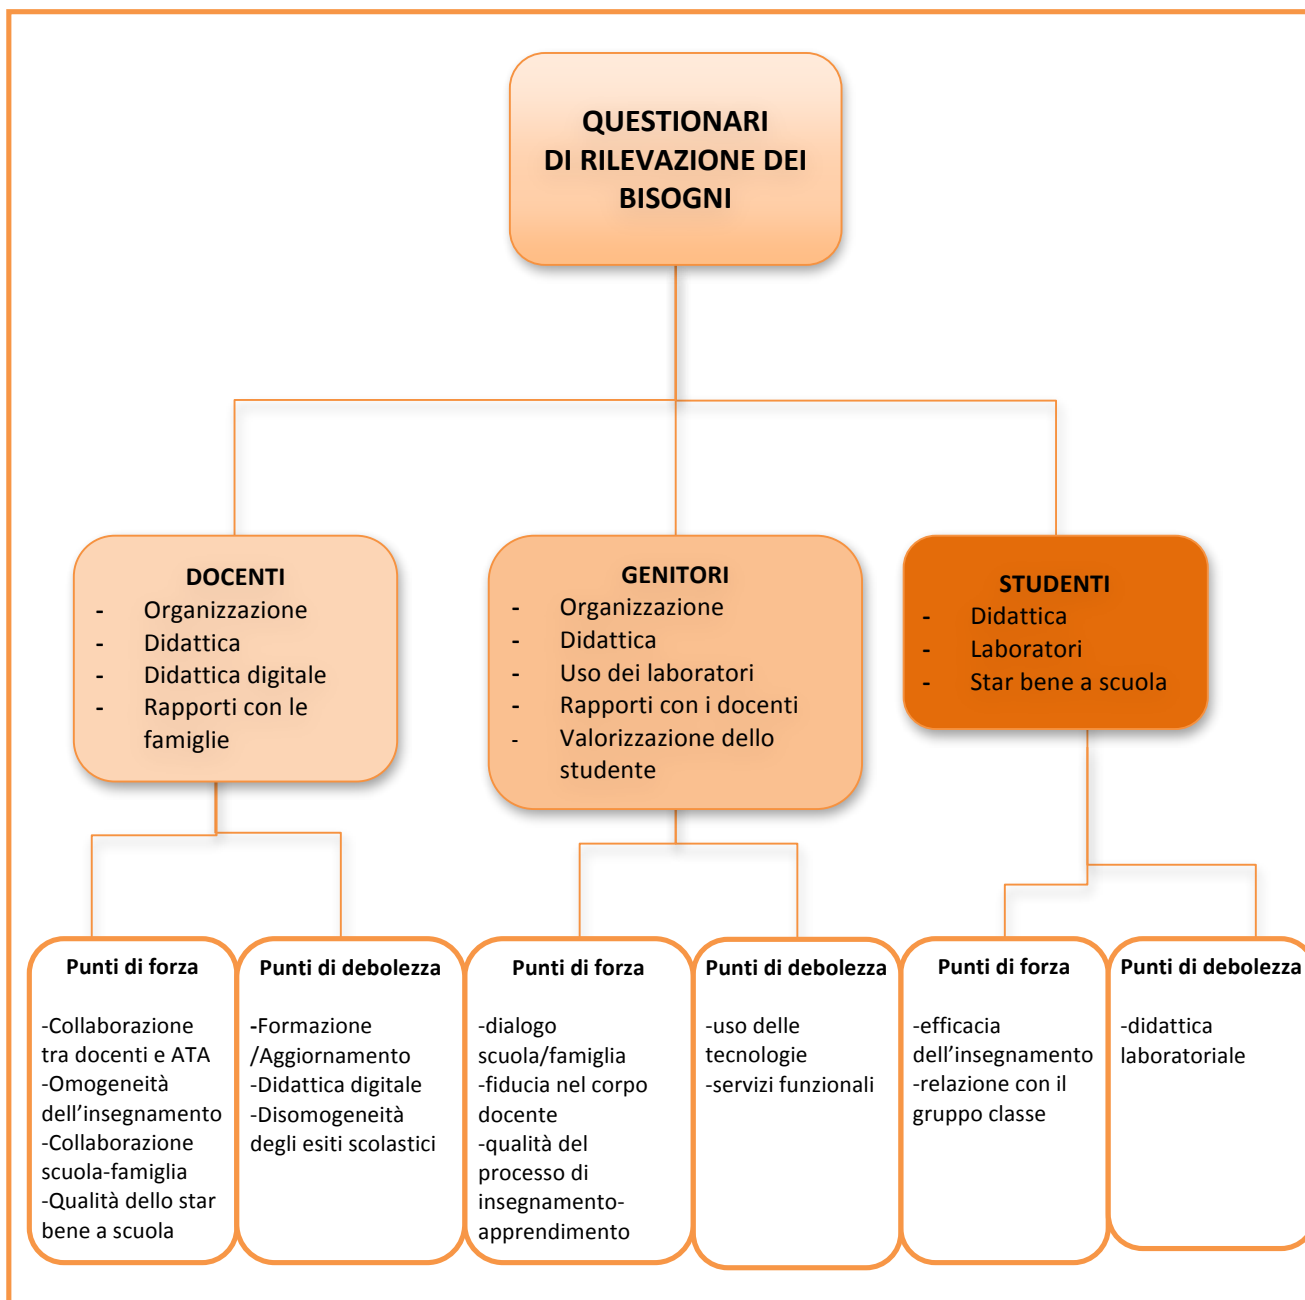 QUESTIONARI
DI RILEVAZIONE DEI
BISOGNI
DOCENTI
- Organizzazione
- Didattica
- Didattica digitale
- Rapporti con le
famiglie
GENITORI
- Organizzazione
- Didattica
- Uso dei laboratori
- Rapporti con i docenti
- Valorizzazione dello
studente
STUDENTI
- Didattica
- Laboratori
- Star bene a scuola
Punti di forza
-Collaborazione
tra docenti e ATA
-Omogeneità
dell’insegnamento
-Collaborazione
scuola-famiglia
-Qualità dello star
bene a scuola
Punti di debolezza
-Formazione
/Aggiornamento
-Didattica digitale
-Disomogeneità
degli esiti scolastici
Punti di forza
-dialogo
scuola/famiglia
-fiducia nel corpo
docente
-qualità del
processo di
insegnamento-
apprendimento
Punti di debolezza
-uso delle
tecnologie
-servizi funzionali
Punti di forza
-efficacia
dell’insegnamento
-relazione con il
gruppo classe
Punti di debolezza
-didattica
laboratoriale